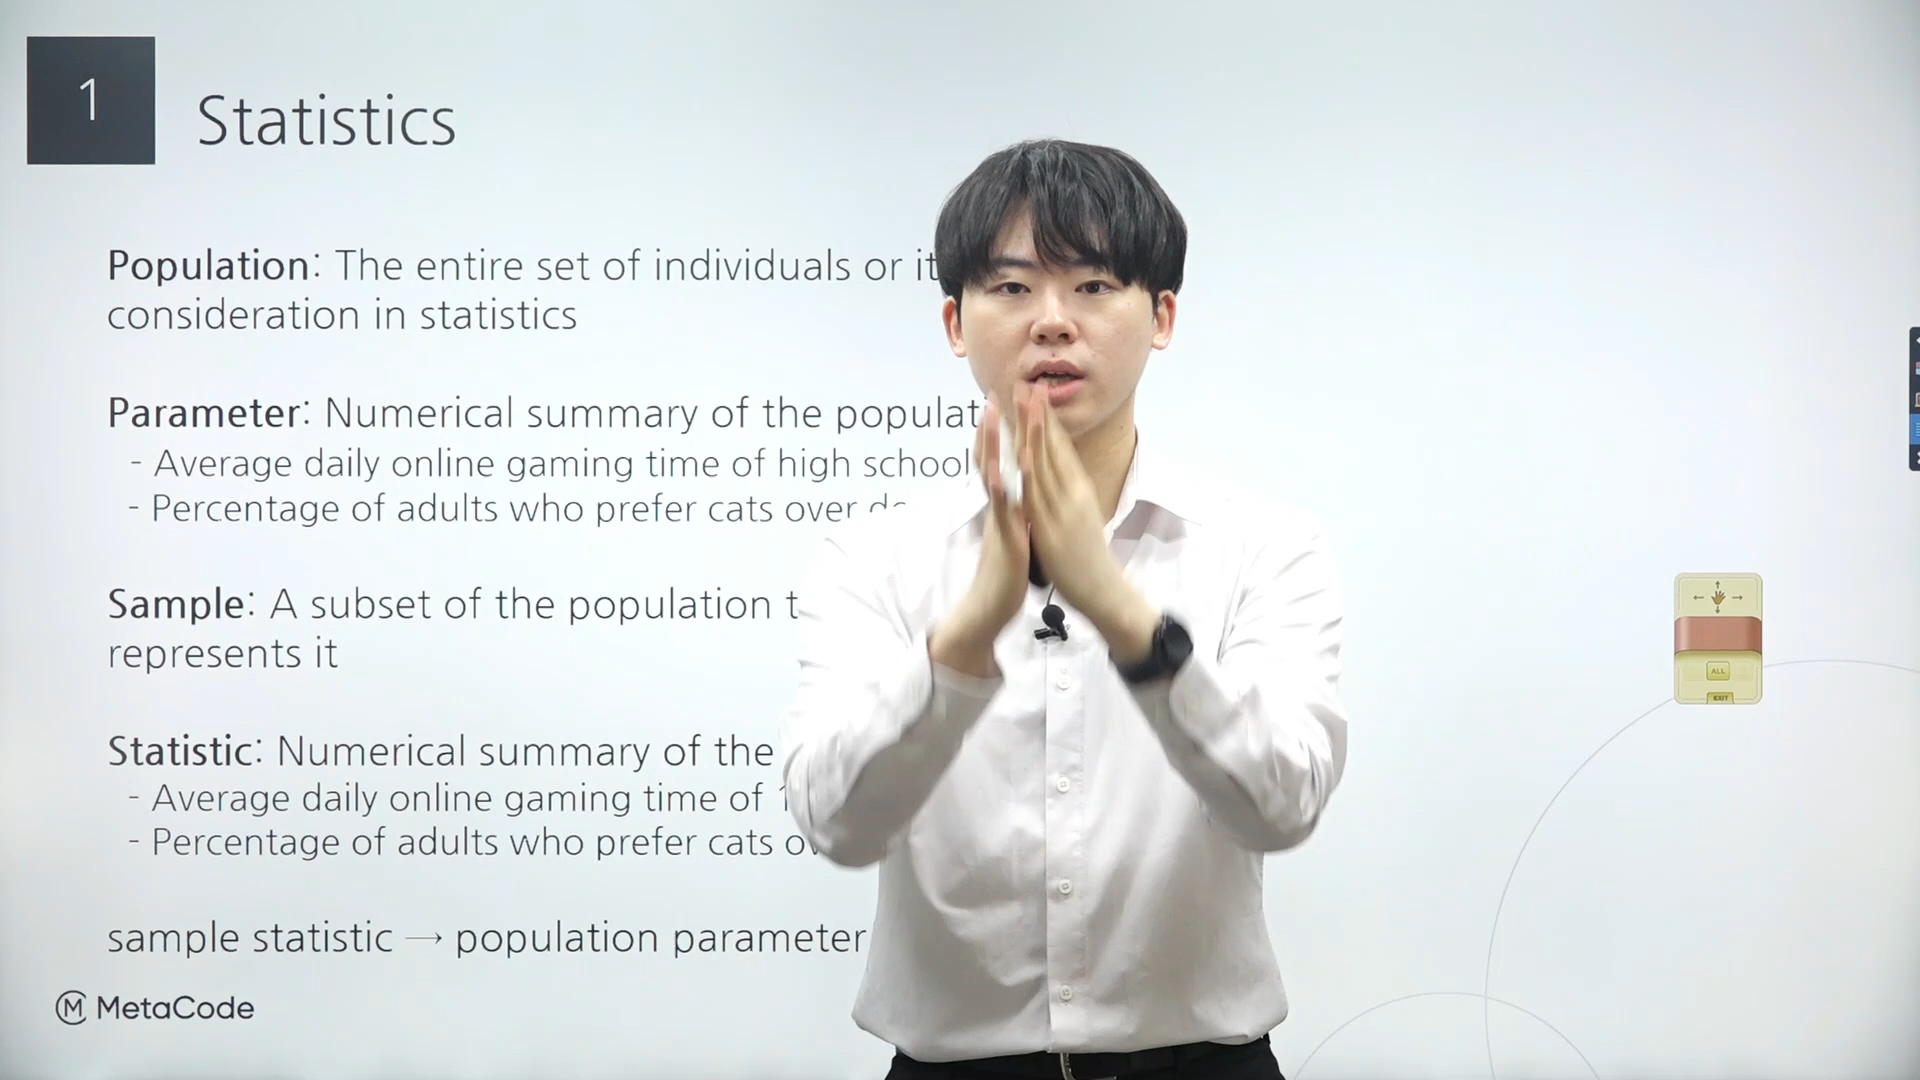 1
Statistics
Population: The entire set of individuals or
consideration in statistics
Parameter: Numerical summary of the
- Average daily online gaming time of high school
- Percentage of adults who prefer cats over
Sample: A subset of the population
represents it
Statistic: Numerical summary of the
- Average daily online gaming time of
- Percentage of adults who prefer cats
sample statistic → population parameter
MetaCode
ALL
EXIT